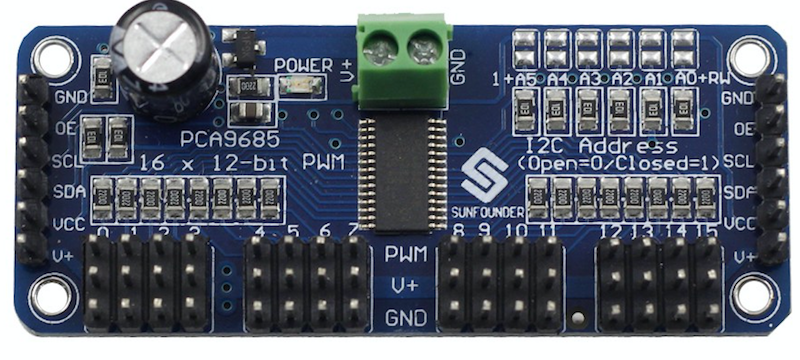 POWER
V+
GND
1+A5 A4 A3 A2 A1 A0+RW
GND
OE
SCL
SDA
VCC
V+
PCA9685
16 x 12-bit PWM
I2C Address
(Open=0/Closed=1)
SUNFOUNDER
GND
OE
SCL
SDA
VCC
V+
0 1 2 3 4 5 6 7 8 9 10 11 12 13 14 15
PWM
V+
GND